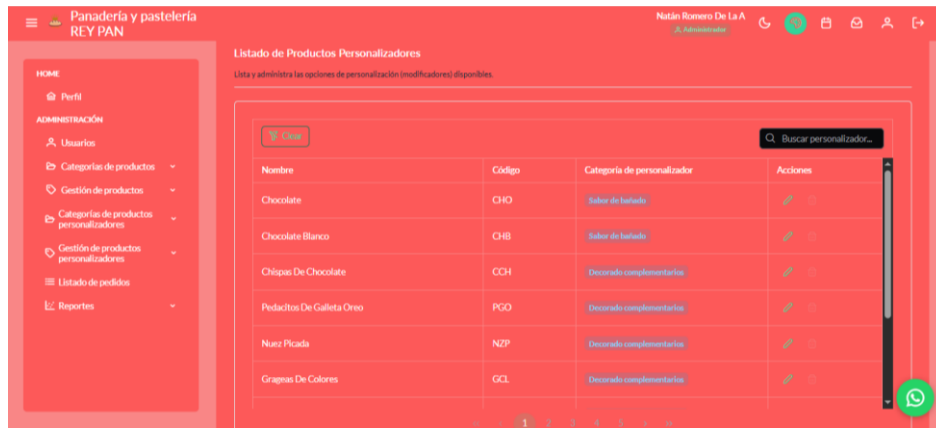 Panadería y pastelería
REY PAN
Natán Romero De La A
Administrador
HOME
Perfil
ADMINISTRACIÓN
Usuarios
Categorías de productos
Gestión de productos
Categorías de productos
personalizadores
Gestión de productos
personalizadores
Listado de pedidos
Reportes
Listado de Productos Personalizadores
Lista y administra las opciones de personalización (modificadores) disponibles.
Clear
Buscar personalizador...
Nombre Código Categoría de personalizador Acciones
Chocolate CHO Sabor de bañado
Chocolate Blanco CHB Sabor de bañado
Chispas De Chocolate CCH Decorado complementarios
Pedacitos De Galleta Oreo PGO Decorado complementarios
Nuez Picada NZP Decorado complementarios
Grageas De Colores GCL Decorado complementarios
1 2 3 4 5